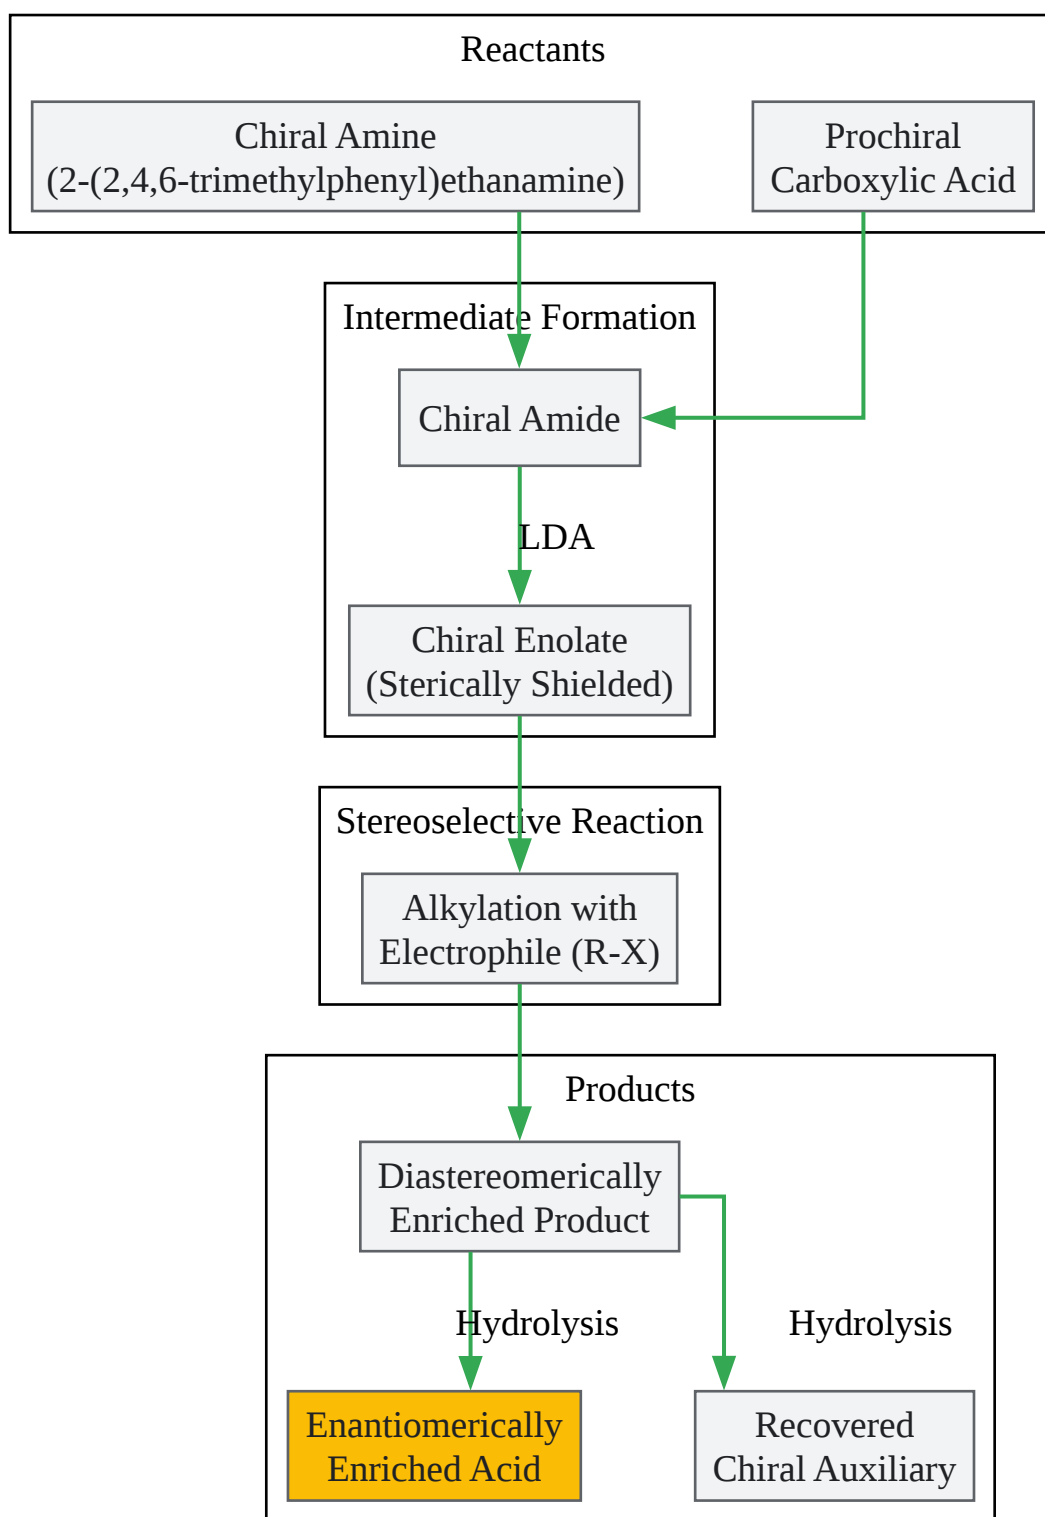 Reactants
Chiral Amine
(2-(2,4,6-trimethylphenyl)ethanamine)
Prochiral
Carboxylic Acid
Intermediate Formation
Chiral Amide
LDA
Chiral Enolate
(Sterically Shielded)
Stereoselective Reaction
Alkylation with
Electrophile (R-X)
Products
Diastereomerically
Enriched Product
Hydrolysis
Hydrolysis
Enantiomerically
Enriched Acid
Recovered
Chiral Auxiliary